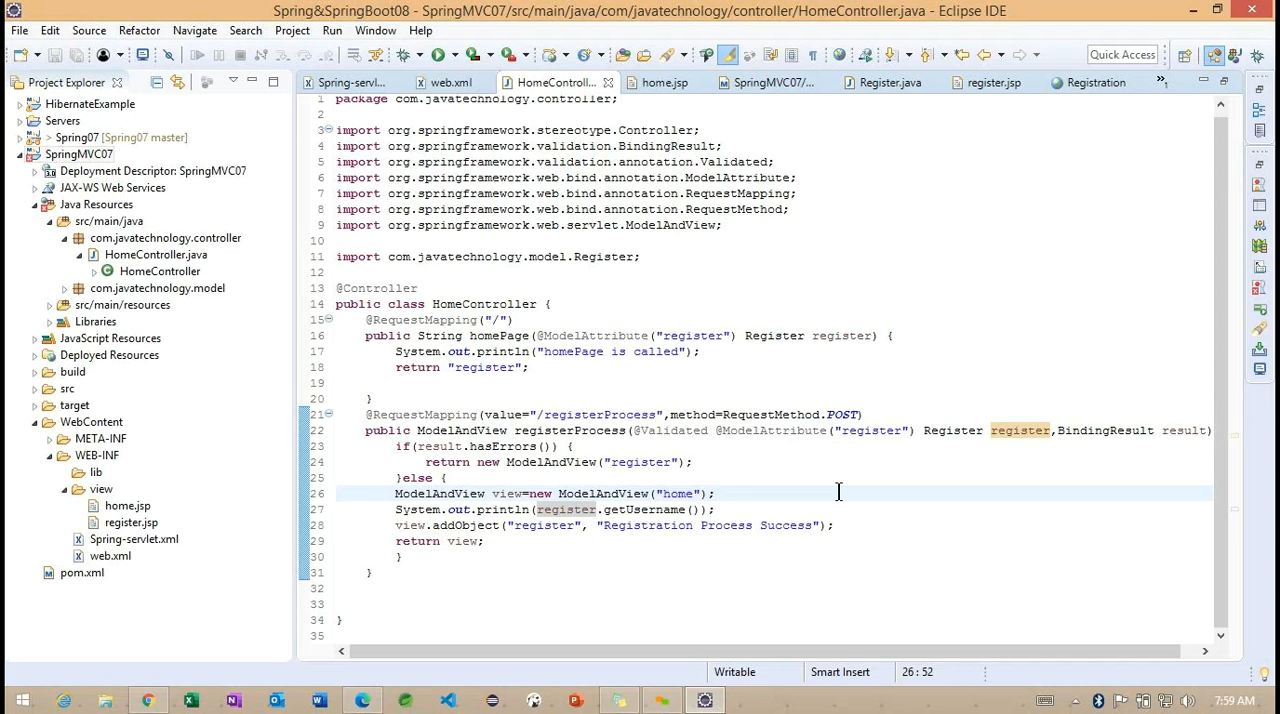 Spring&SpringBoot08 - SpringMVC07/src/main/java/com/javatechnology/controller/HomeController.java - Eclipse IDE
File Edit Source Refactor Navigate Search Project Run Window Help
Quick Access
Project Explorer
Spring-servl... web.xml HomeControll... home.jsp SpringMVC07/... Register.java register.jsp Registration
HibernateExample
Servers
> Spring07 [Spring07 master]
SpringMVC07
Deployment Descriptor: SpringMVC07
JAX-WS Web Services
Java Resources
src/main/java
com.javatechnology.controller
HomeController.java
HomeController
com.javatechnology.model
src/main/resources
Libraries
JavaScript Resources
Deployed Resources
build
src
target
WebContent
META-INF
WEB-INF
lib
view
home.jsp
register.jsp
Spring-servlet.xml
web.xml
pom.xml
1 package com.javatechnology.controller;
2
3 import org.springframework.stereotype.Controller;
4 import org.springframework.validation.BindingResult;
5 import org.springframework.validation.annotation.Validated;
6 import org.springframework.web.bind.annotation.ModelAttribute;
7 import org.springframework.web.bind.annotation.RequestMapping;
8 import org.springframework.web.bind.annotation.RequestMethod;
9 import org.springframework.web.servlet.ModelAndView;
10
11 import com.javatechnology.model.Register;
12
13 @Controller
14 public class HomeController {
15 @RequestMapping("/")
16 public String homePage(@ModelAttribute("register") Register register) {
17 System.out.println("homePage is called");
18 return "register";
19
20 }
21 @RequestMapping(value="/registerProcess",method=RequestMethod.POST)
22 public ModelAndView registerProcess(@Validated @ModelAttribute("register") Register register,BindingResult result)
23 if(result.hasErrors()) {
24 return new ModelAndView("register");
25 }else {
26 ModelAndView view=new ModelAndView("home");
27 System.out.println(register.getUsername());
28 view.addObject("register", "Registration Process Success");
29 return view;
30 }
31 }
32
33
34 }
35
Writable Smart Insert 26 : 52
7:59 AM